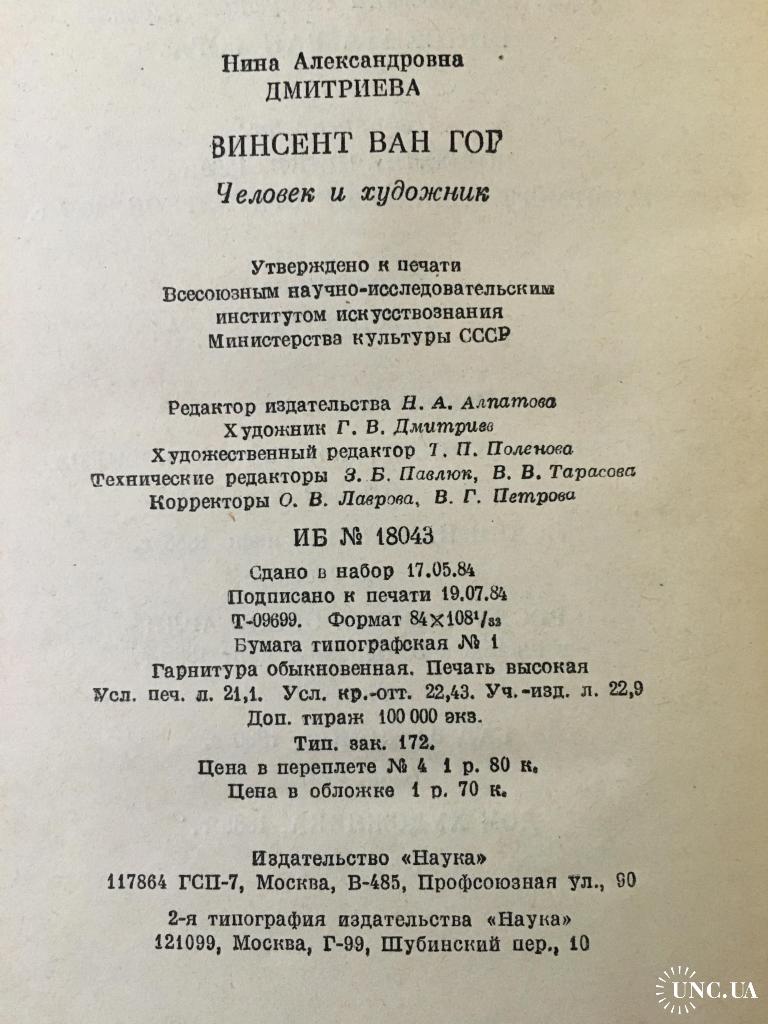 Нина Александровна
ДМИТРИЕВА
ВИНСЕНТ ВАН ГОГ
Человек и художник
Утверждено к печати
Всесоюзным научно-исследовательским
институтом искусствознания
Министерства культуры СССР
Редактор издательства Н. А. Алпатова
Художник Г. В. Дмитриев
Художественный редактор Т. П. Поленова
Технические редакторы З. Б. Павлюк, В. В. Тарасова
Корректоры О. В. Лаврова, В. Г. Петрова
ИБ № 18043
Сдано в набор 17.05.84
Подписано к печати 19.07.84
Т-09699. Формат 84×108¹/₃₂
Бумага типографская № 1
Гарнитура обыкновенная. Печать высокая
Усл. печ. л. 21,1. Усл. кр.-отт. 22,43. Уч.-изд. л. 22,9
Доп. тираж 100 000 экз.
Тип. зак. 172.
Цена в переплете № 4 1 р. 80 к.
Цена в обложке 1 р. 70 к.
Издательство «Наука»
117864 ГСП-7, Москва, В-485, Профсоюзная ул., 90
2-я типография издательства «Наука»
121099, Москва, Г-99, Шубинский пер., 10
UNC.UA